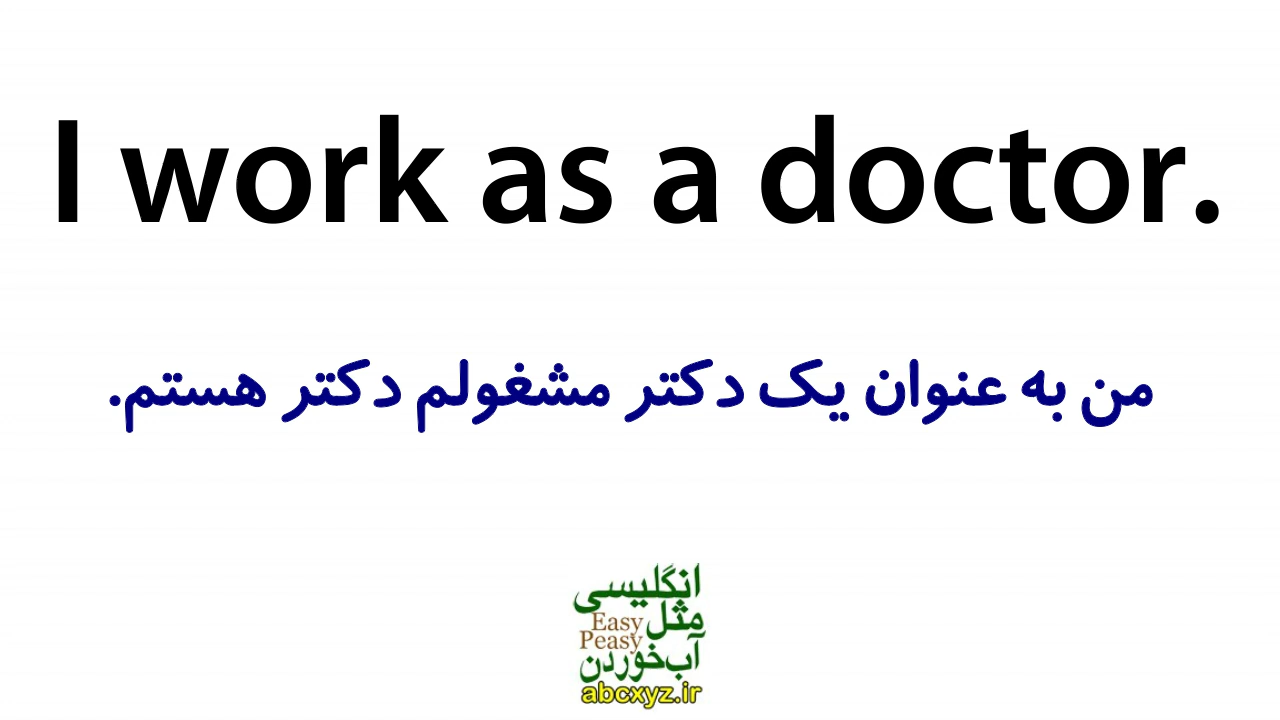 I work as a doctor.
من به عنوان یک دکتر مشغولم دکتر هستم.
انگلیسی
مثل
Easy
Peasy
آب‌خوردن
abcxyz.ir